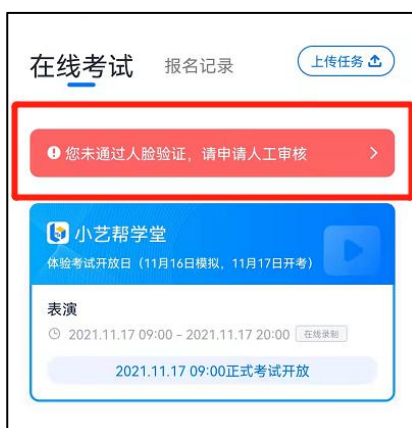 在线考试 报名记录 上传任务
您未通过人脸验证，请申请人工审核
小艺帮学堂
体验考试开放日（11月16日模拟，11月17日开考）
表演
2021.11.17 09:00 - 2021.11.17 20:00 在线录制
2021.11.17 09:00正式考试开放